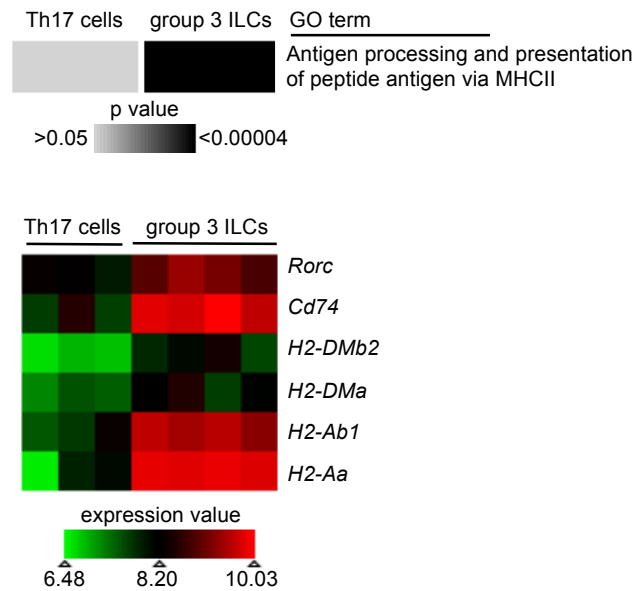 Th17 cells group 3 ILCs GO term
Antigen processing and presentation
of peptide antigen via MHCII
p value
>0.05 <0.00004
Th17 cells group 3 ILCs
Rorc
Cd74
H2-DMb2
H2-DMa
H2-Ab1
H2-Aa
expression value
6.48 8.20 10.03